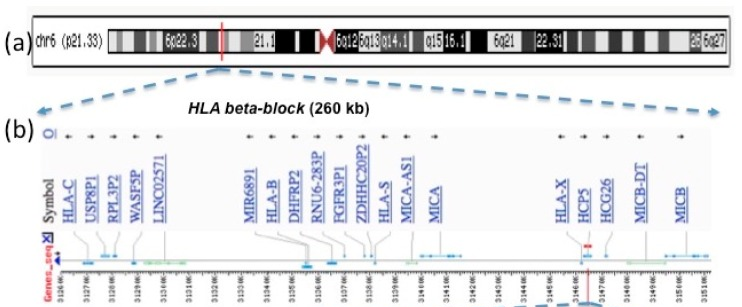 (a)
chr6 (p21.33) 6p22.3 21.1 6q12 6q13 q14.1 q15 16.1 6q21 22.31 26 6q27
HLA beta-block (260 kb)
(b)
O
Symbol
HLA-C
USP8P1
RPL3P2
WASF5P
LINC02571
MIR6891
HLA-B
DHFRP2
RNU6-283P
FGFR3P1
ZDHHC20P2
HLA-S
MICA-AS1
MICA
HLA-X
HCP5
HCG26
MICB-DT
MICB
Genes_seq X